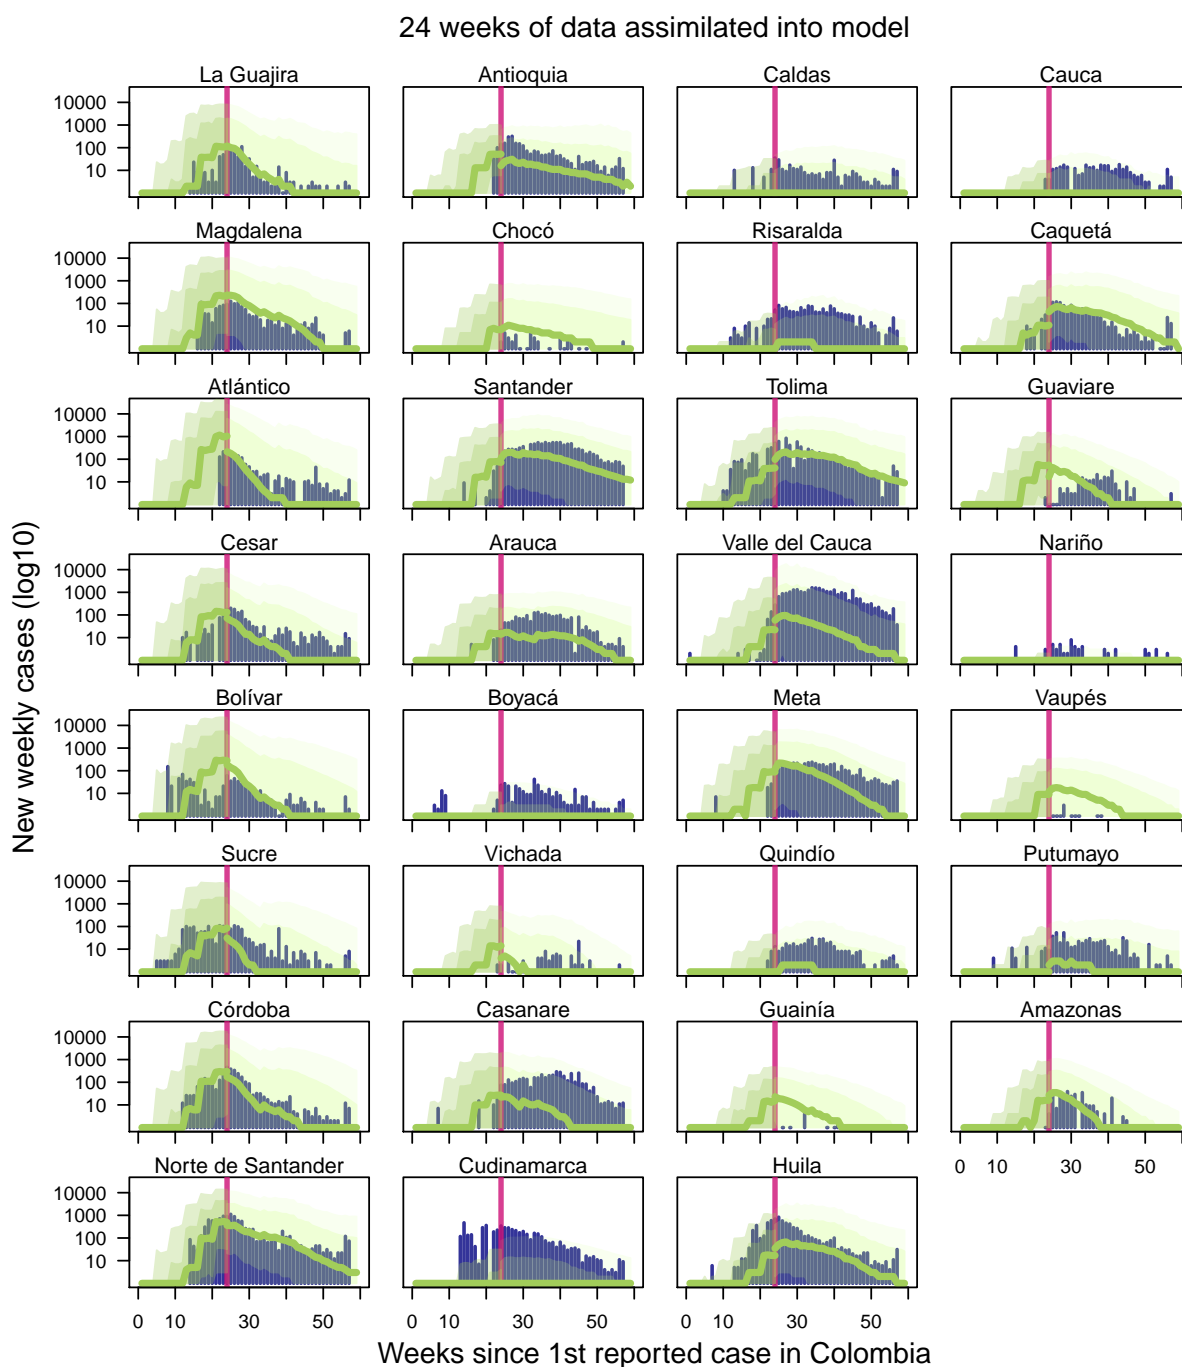 24 weeks of data assimilated into model
La Guajira
Antioquia
Caldas
Cauca
10000
1000
100
10
Magdalena
Chocó
Risaralda
Caquetá
10000
1000
100
10
Atlántico
Santander
Tolima
Guaviare
10000
1000
100
10
Cesar
Arauca
Valle del Cauca
Nariño
10000
1000
100
10
Bolívar
Boyacá
Meta
Vaupés
10000
1000
100
10
Sucre
Vichada
Quindío
Putumayo
10000
1000
100
10
Córdoba
Casanare
Guainía
Amazonas
10000
1000
100
10
0 10 30 50
Norte de Santander
Cudinamarca
Huila
10000
1000
100
10
0 10 30 50
0 10 30 50
0 10 30 50
New weekly cases (log10)
Weeks since 1st reported case in Colombia